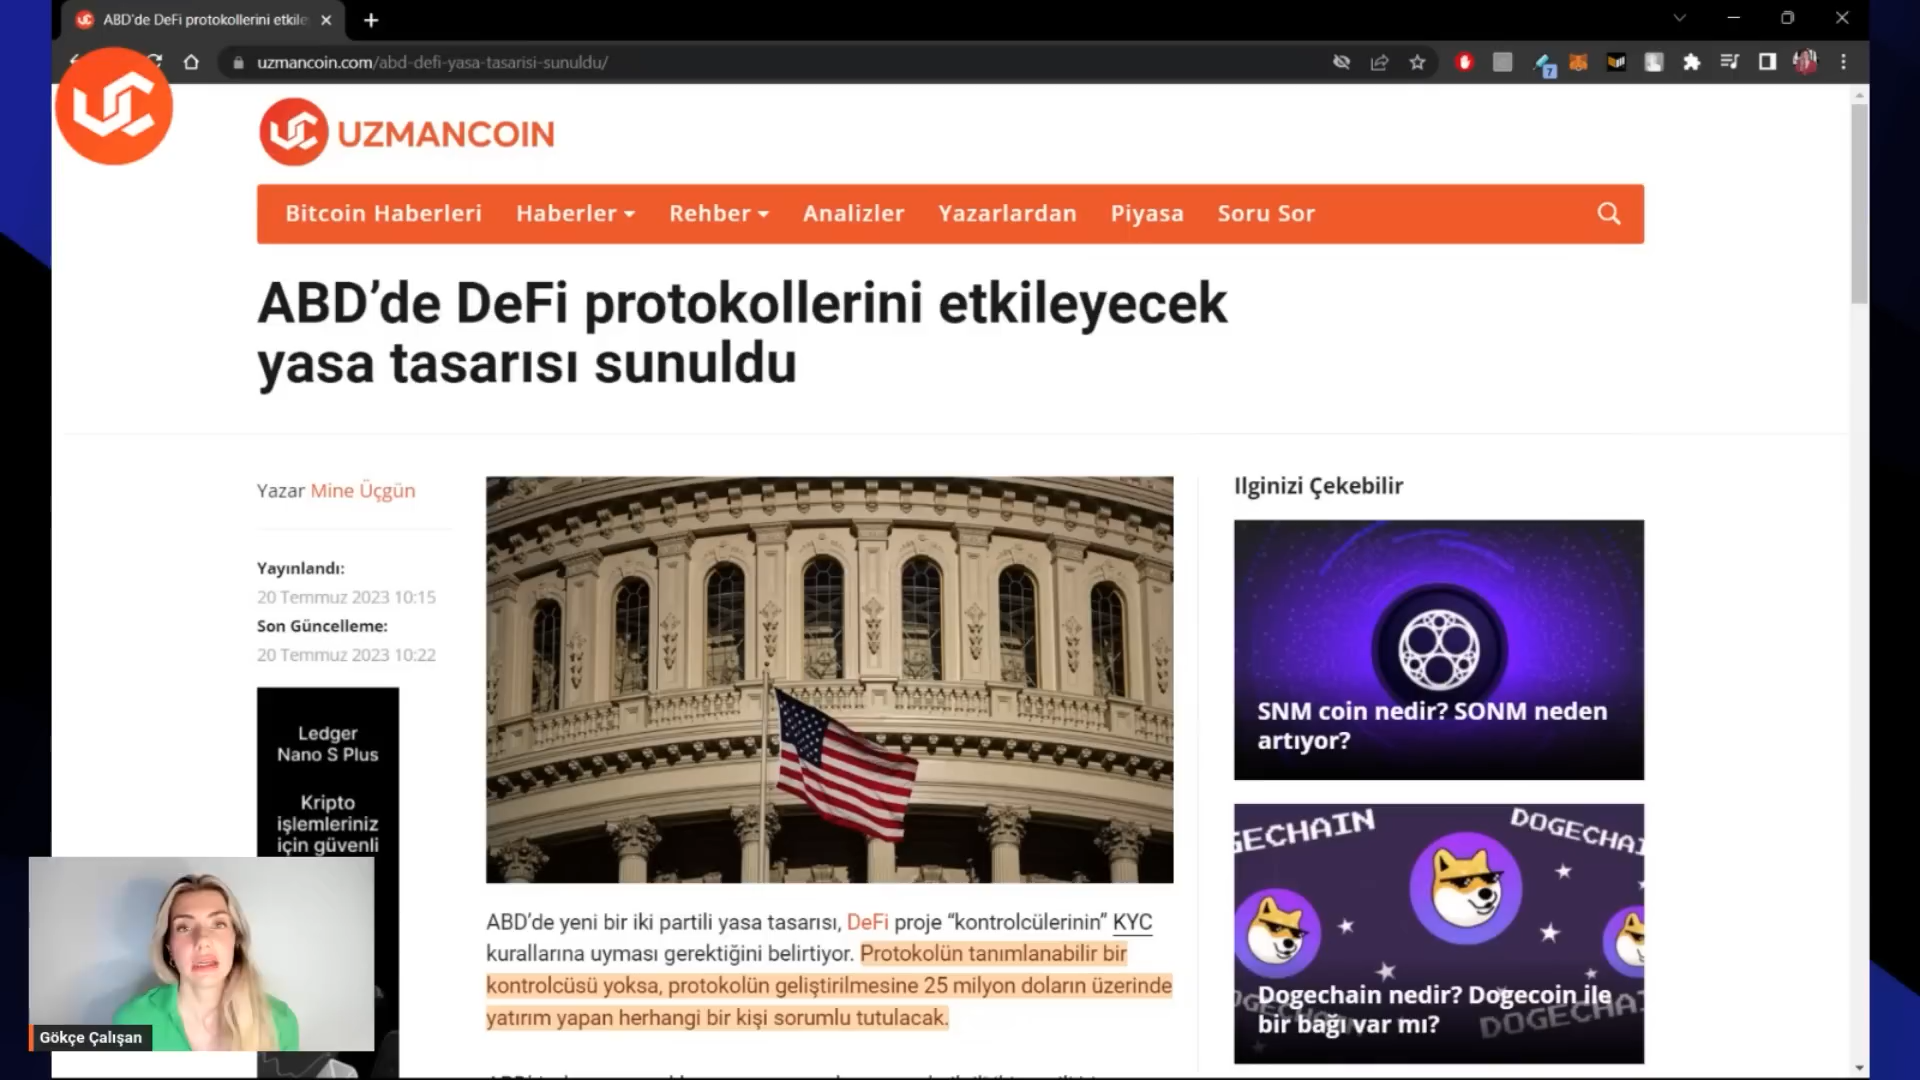 ABD'de DeFi protokollerini etkile
uzmancoin.com/abd-defi-yasa-tasarisi-sunuldu/
7
UZMANCOIN
Bitcoin Haberleri Haberler Rehber Analizler Yazarlardan Piyasa Soru Sor
ABD’de DeFi protokollerini etkileyecek
yasa tasarısı sunuldu
Yazar Mine Üçgün
Yayınlandı:
20 Temmuz 2023 10:15
Son Güncelleme:
20 Temmuz 2023 10:22
Ledger
Nano S Plus
Kripto
işlemleriniz
için güvenli
Gökçe Çalışan
ABD’de yeni bir iki partili yasa tasarısı, DeFi proje “kontrolcülerinin” KYC
kurallarına uyması gerektiğini belirtiyor. Protokolün tanımlanabilir bir
kontrolcüsü yoksa, protokolün geliştirilmesine 25 milyon doların üzerinde
yatırım yapan herhangi bir kişi sorumlu tutulacak.
Ilginizi Çekebilir
SNM coin nedir? SONM neden
artıyor?
GECHAIN
DOGECHAI
Dogechain nedir? Dogecoin ile
bir bağı var mı?
DOGECHA